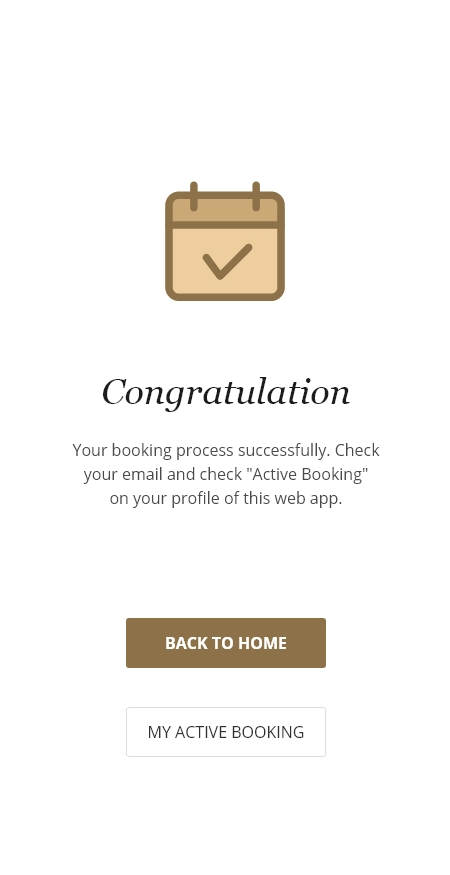 Congratulation
Your booking process successfully. Check
your email and check "Active Booking"
on your profile of this web app.
BACK TO HOME
MY ACTIVE BOOKING